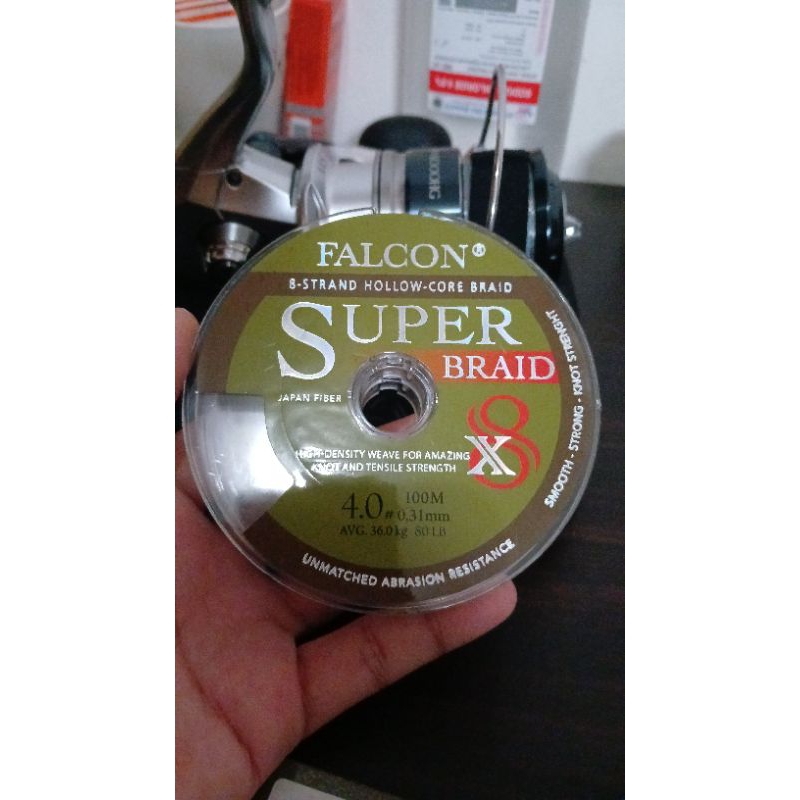 FALCON®
8-STRAND HOLLOW-CORE BRAID
SUPER
BRAID
JAPAN FIBER
X8
HIGH-DENSITY WEAVE FOR AMAZING
KNOT AND TENSILE STRENGTH
4.0# 100M
0,31mm
AVG. 36.0kg 80LB
UNMATCHED ABRASION RESISTANCE
SMOOTH - STRONG - KNOT STRENGHT